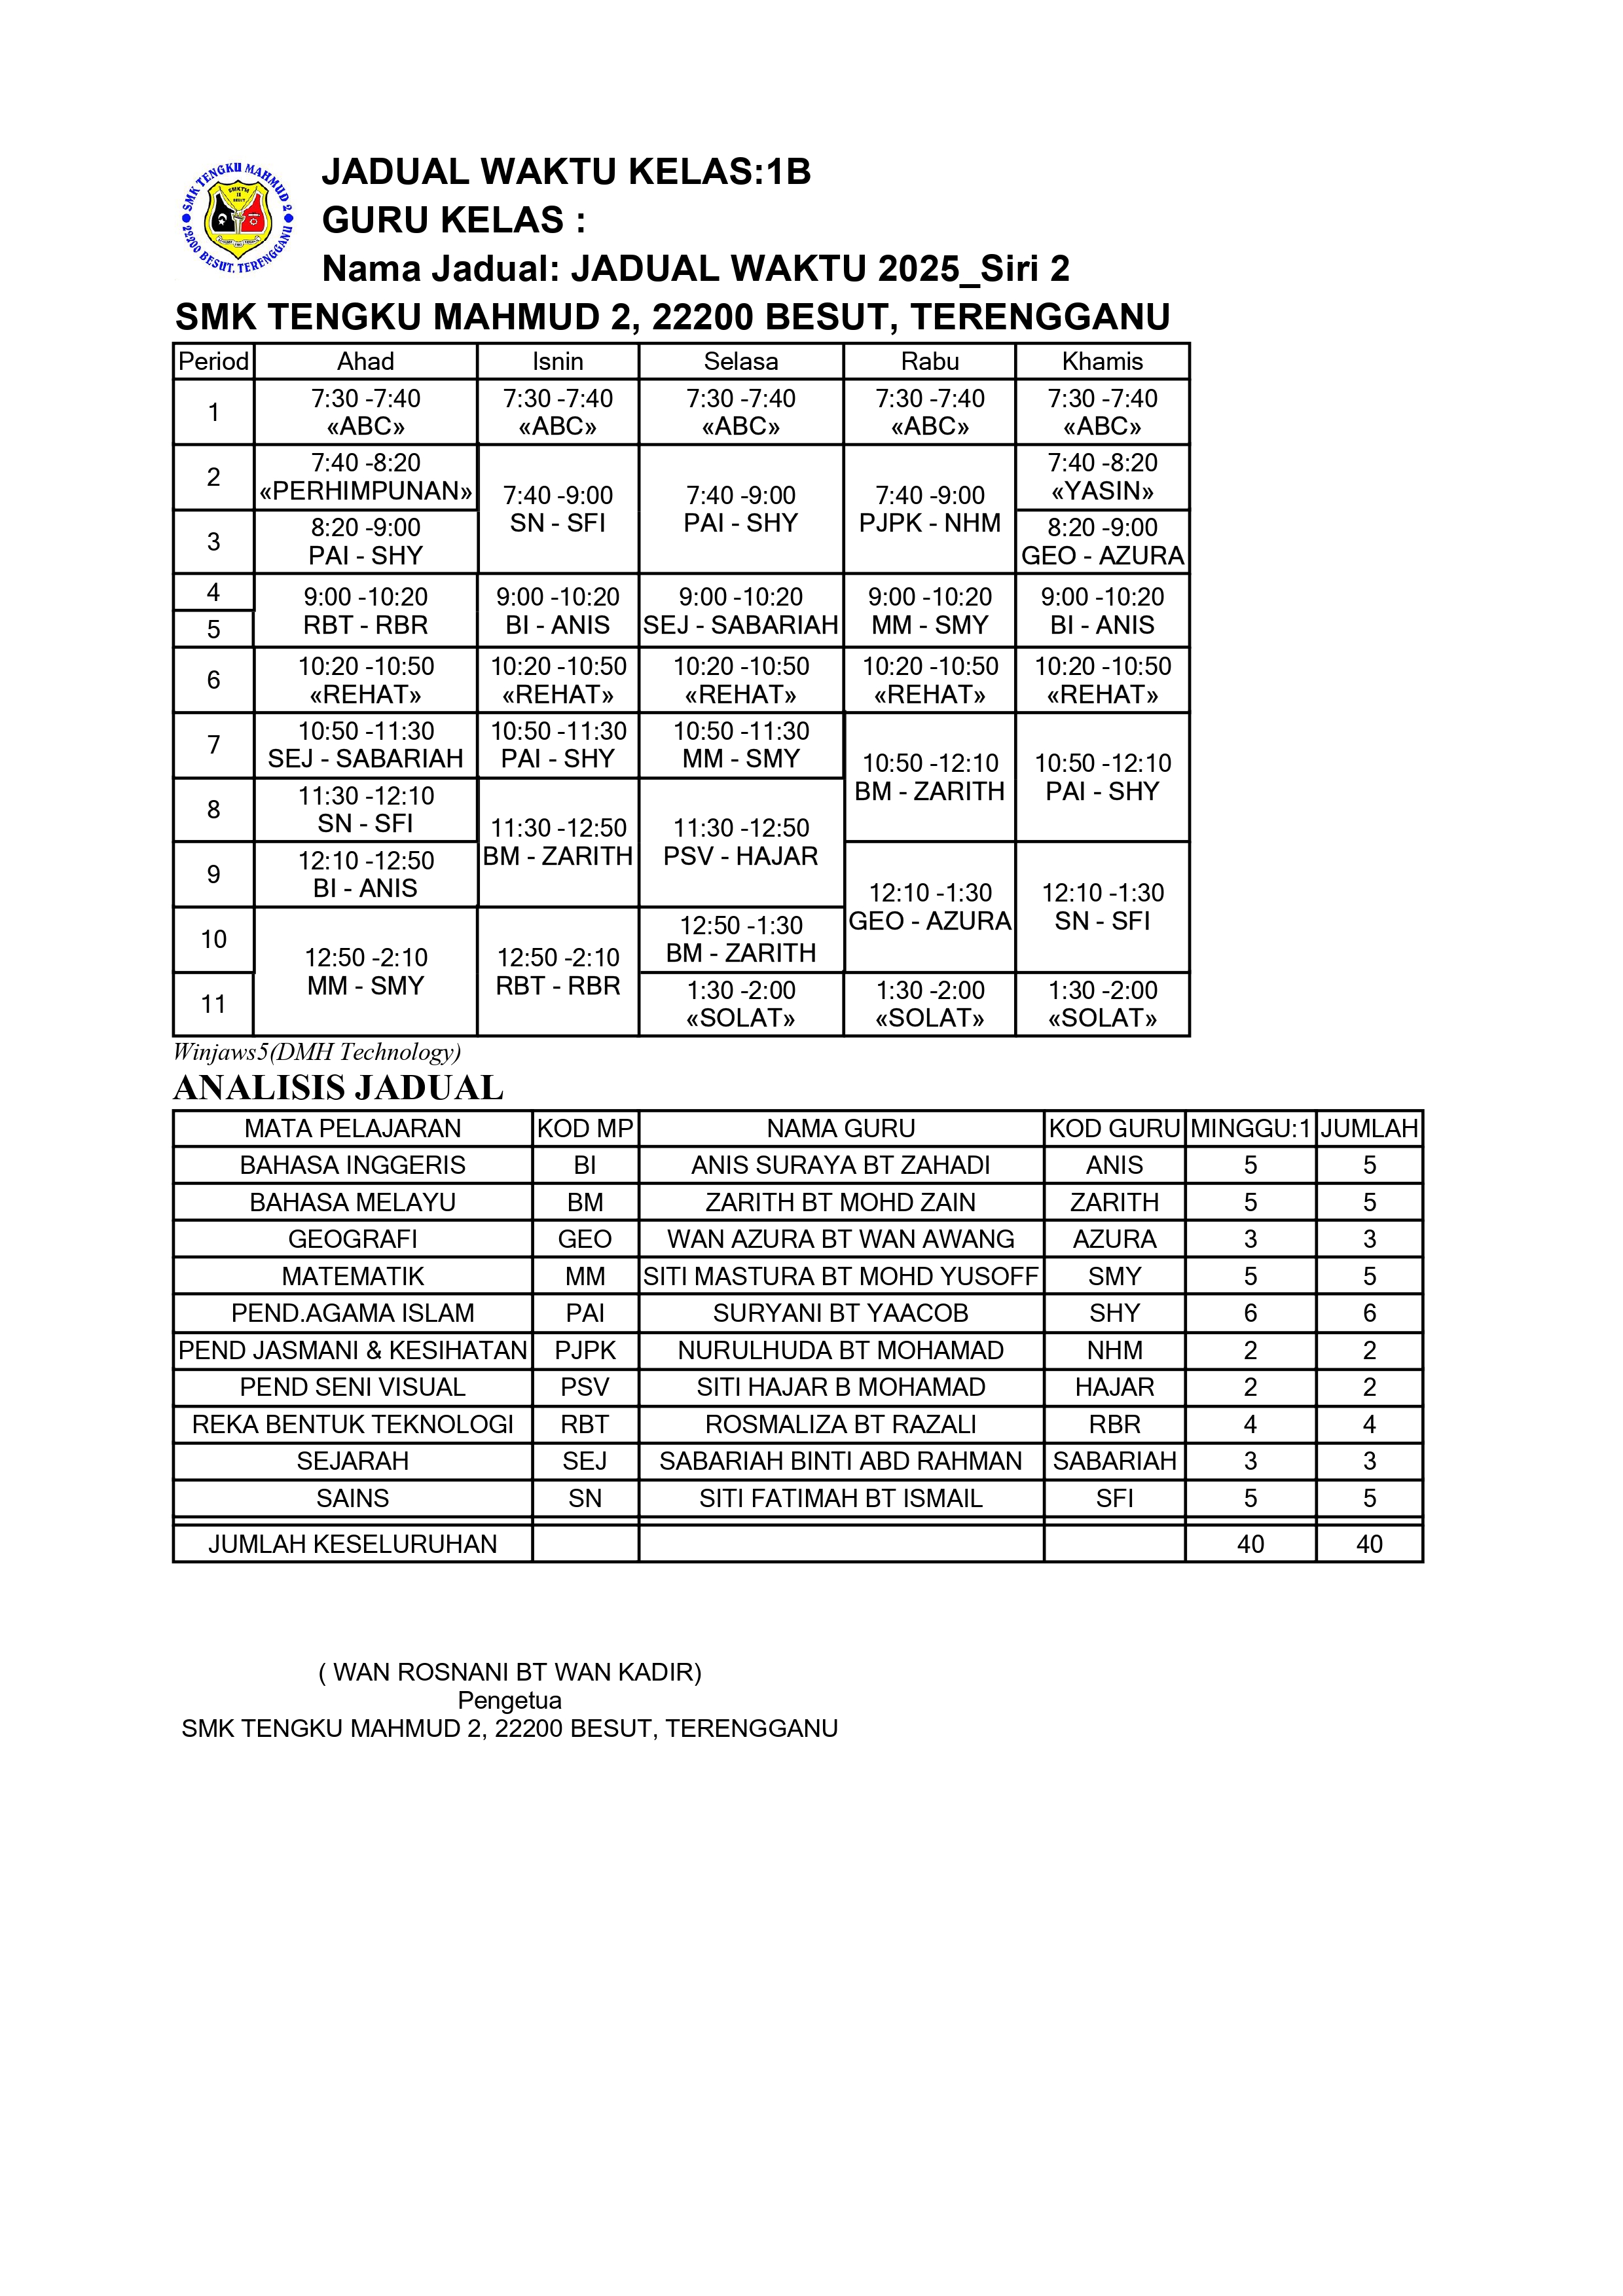 SMK TENGKU MAHMUD 2
22200 BESUT, TERENGGANU
JADUAL WAKTU KELAS:1B
GURU KELAS :
Nama Jadual: JADUAL WAKTU 2025_Siri 2
SMK TENGKU MAHMUD 2, 22200 BESUT, TERENGGANU
Period Ahad Isnin Selasa Rabu Khamis
1
7:30 -7:40 7:30 -7:40 7:30 -7:40 7:30 -7:40 7:30 -7:40
«ABC» «ABC» «ABC» «ABC» «ABC»
2
7:40 -8:20
«PERHIMPUNAN»
7:40 -9:00
SN - SFI
7:40 -9:00
PAI - SHY
7:40 -9:00
PJPK - NHM
7:40 -8:20
«YASIN»
3
8:20 -9:00
PAI - SHY
8:20 -9:00
GEO - AZURA
4
5
9:00 -10:20 9:00 -10:20 9:00 -10:20 9:00 -10:20 9:00 -10:20
RBT - RBR BI - ANIS SEJ - SABARIAH MM - SMY BI - ANIS
6
10:20 -10:50 10:20 -10:50 10:20 -10:50 10:20 -10:50 10:20 -10:50
«REHAT» «REHAT» «REHAT» «REHAT» «REHAT»
7
10:50 -11:30 10:50 -11:30 10:50 -11:30
SEJ - SABARIAH PAI - SHY MM - SMY
10:50 -12:10 10:50 -12:10
BM - ZARITH PAI - SHY
8
11:30 -12:10
SN - SFI
11:30 -12:50 11:30 -12:50
BM - ZARITH PSV - HAJAR
9
12:10 -12:50
BI - ANIS
12:10 -1:30 12:10 -1:30
GEO - AZURA SN - SFI
10
12:50 -2:10 12:50 -2:10
MM - SMY RBT - RBR
12:50 -1:30
BM - ZARITH
11
1:30 -2:00 1:30 -2:00 1:30 -2:00
«SOLAT» «SOLAT» «SOLAT»
Winjaws5(DMH Technology)
ANALISIS JADUAL
MATA PELAJARAN KOD MP NAMA GURU KOD GURU MINGGU:1 JUMLAH
BAHASA INGGERIS BI ANIS SURAYA BT ZAHADI ANIS 5 5
BAHASA MELAYU BM ZARITH BT MOHD ZAIN ZARITH 5 5
GEOGRAFI GEO WAN AZURA BT WAN AWANG AZURA 3 3
MATEMATIK MM SITI MASTURA BT MOHD YUSOFF SMY 5 5
PEND.AGAMA ISLAM PAI SURYANI BT YAACOB SHY 6 6
PEND JASMANI & KESIHATAN PJPK NURULHUDA BT MOHAMAD NHM 2 2
PEND SENI VISUAL PSV SITI HAJAR B MOHAMAD HAJAR 2 2
REKA BENTUK TEKNOLOGI RBT ROSMALIZA BT RAZALI RBR 4 4
SEJARAH SEJ SABARIAH BINTI ABD RAHMAN SABARIAH 3 3
SAINS SN SITI FATIMAH BT ISMAIL SFI 5 5
JUMLAH KESELURUHAN 40 40
( WAN ROSNANI BT WAN KADIR)
Pengetua
SMK TENGKU MAHMUD 2, 22200 BESUT, TERENGGANU